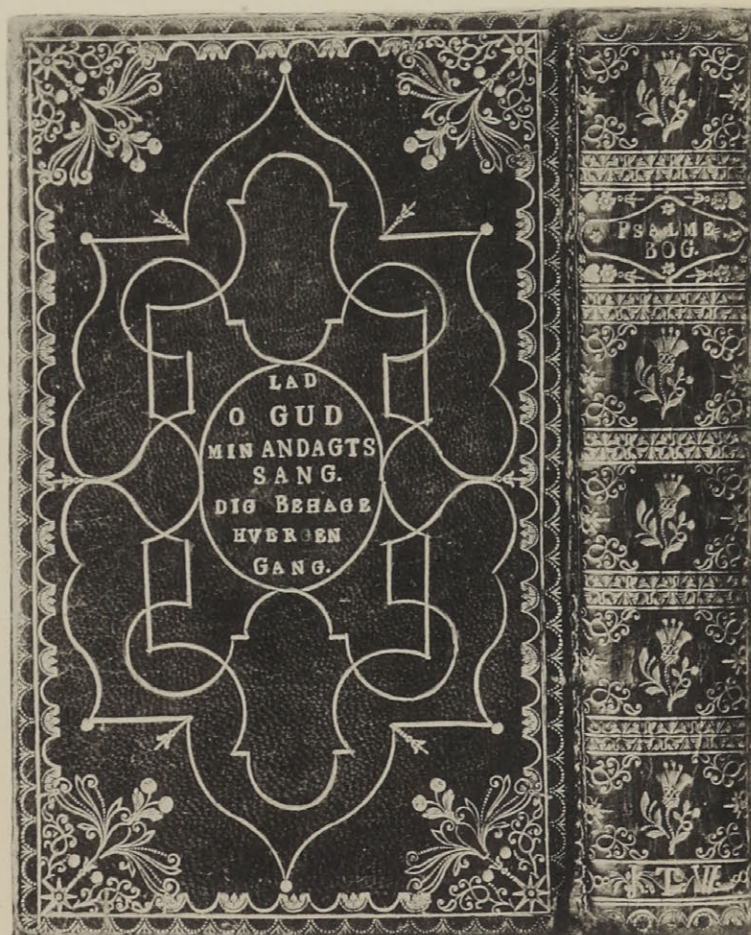 LAD
O GUD
MIN ANDAGTS
SANG.
DIG BEHAGE
HVER EN
GANG.
PSALME-
BOG.